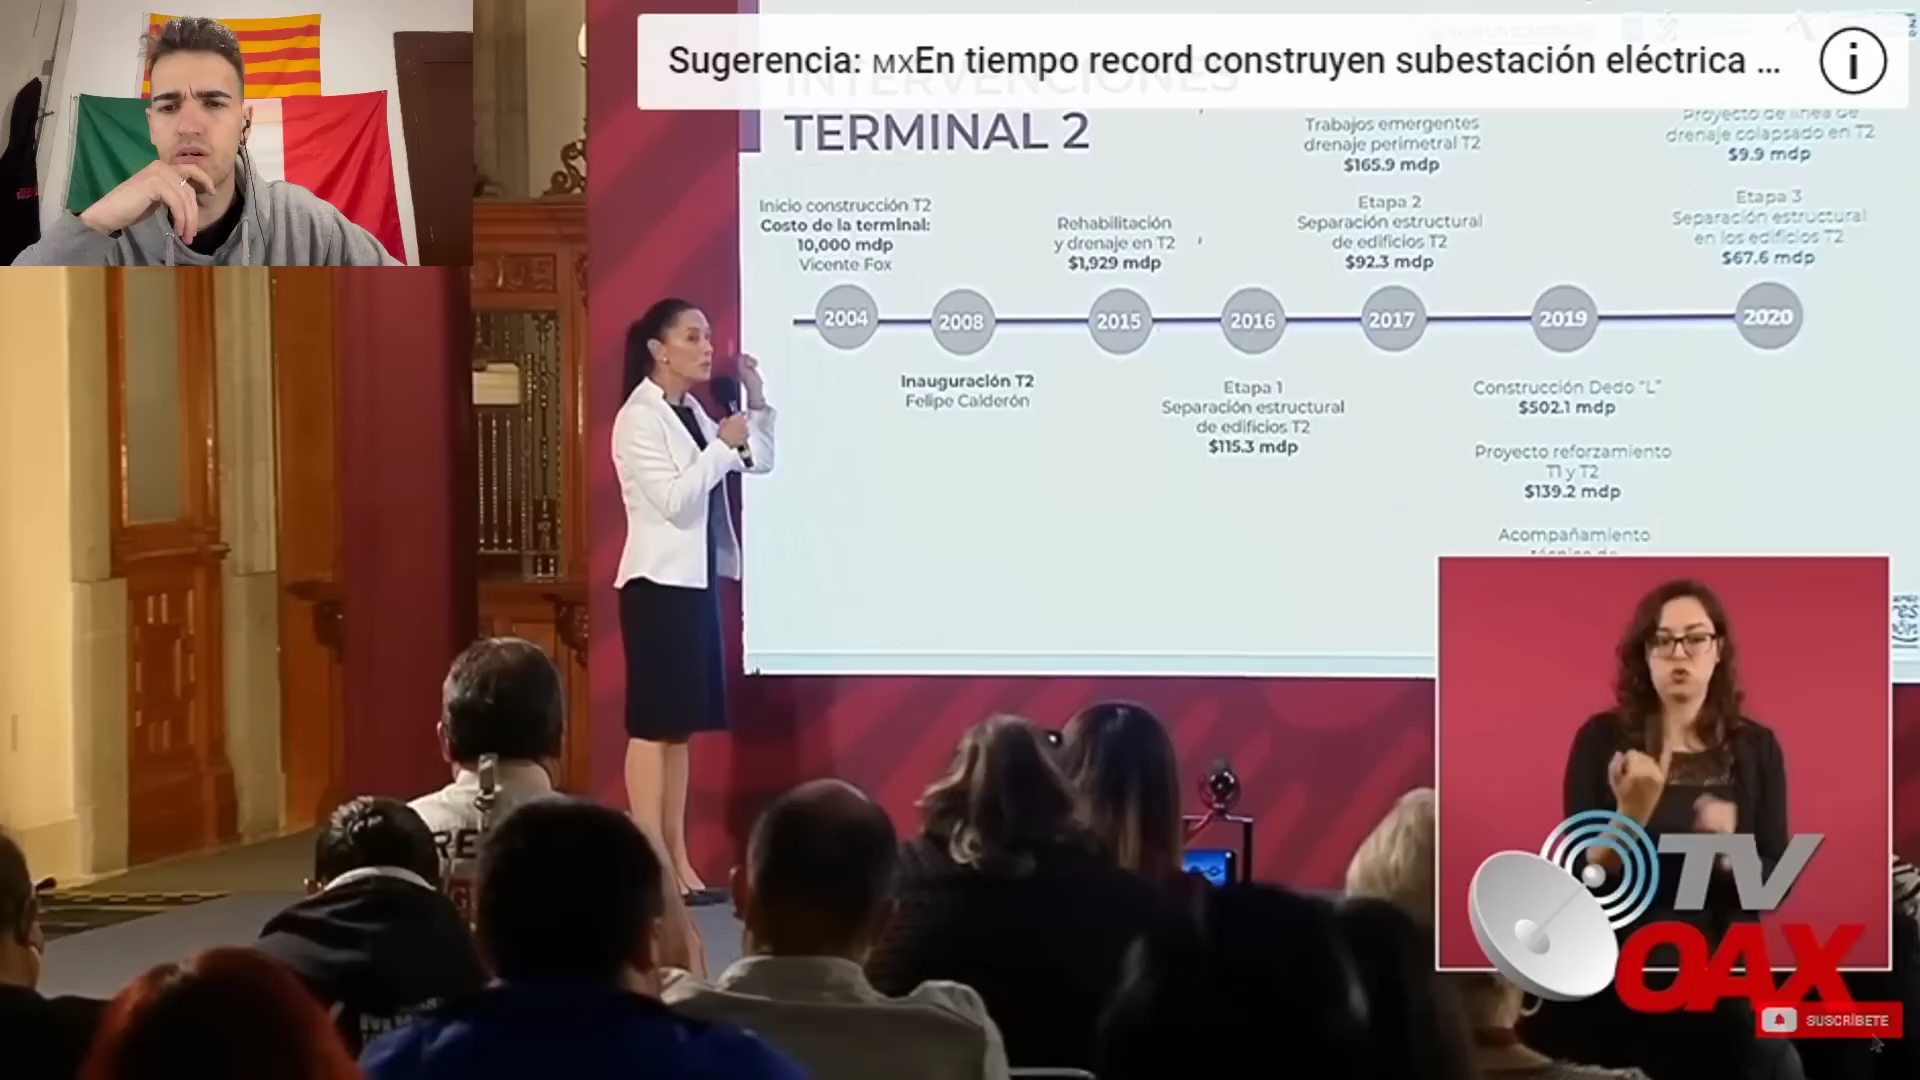 Sugerencia: MXEn tiempo record construyen subestación eléctrica ...
INTERVENCIONES
TERMINAL 2
Inicio construcción T2
Costo de la terminal:
10,000 mdp
Vicente Fox
Rehabilitación
y drenaje en T2
$1,929 mdp
Trabajos emergentes
drenaje perimetral T2
$165.9 mdp
Etapa 2
Separación estructural
de edificios T2
$92.3 mdp
Proyecto de línea de
drenaje colapsado en T2
$9.9 mdp
Etapa 3
Separación estructural
en los edificios T2
$67.6 mdp
2004
2008
2015
2016
2017
2019
2020
Inauguración T2
Felipe Calderón
Etapa 1
Separación estructural
de edificios T2
$115.3 mdp
Construcción Dedo "L"
$502.1 mdp
Proyecto reforzamiento
T1 y T2
$139.2 mdp
Acompañamiento
TV
OAX
SUSCRÍBETE